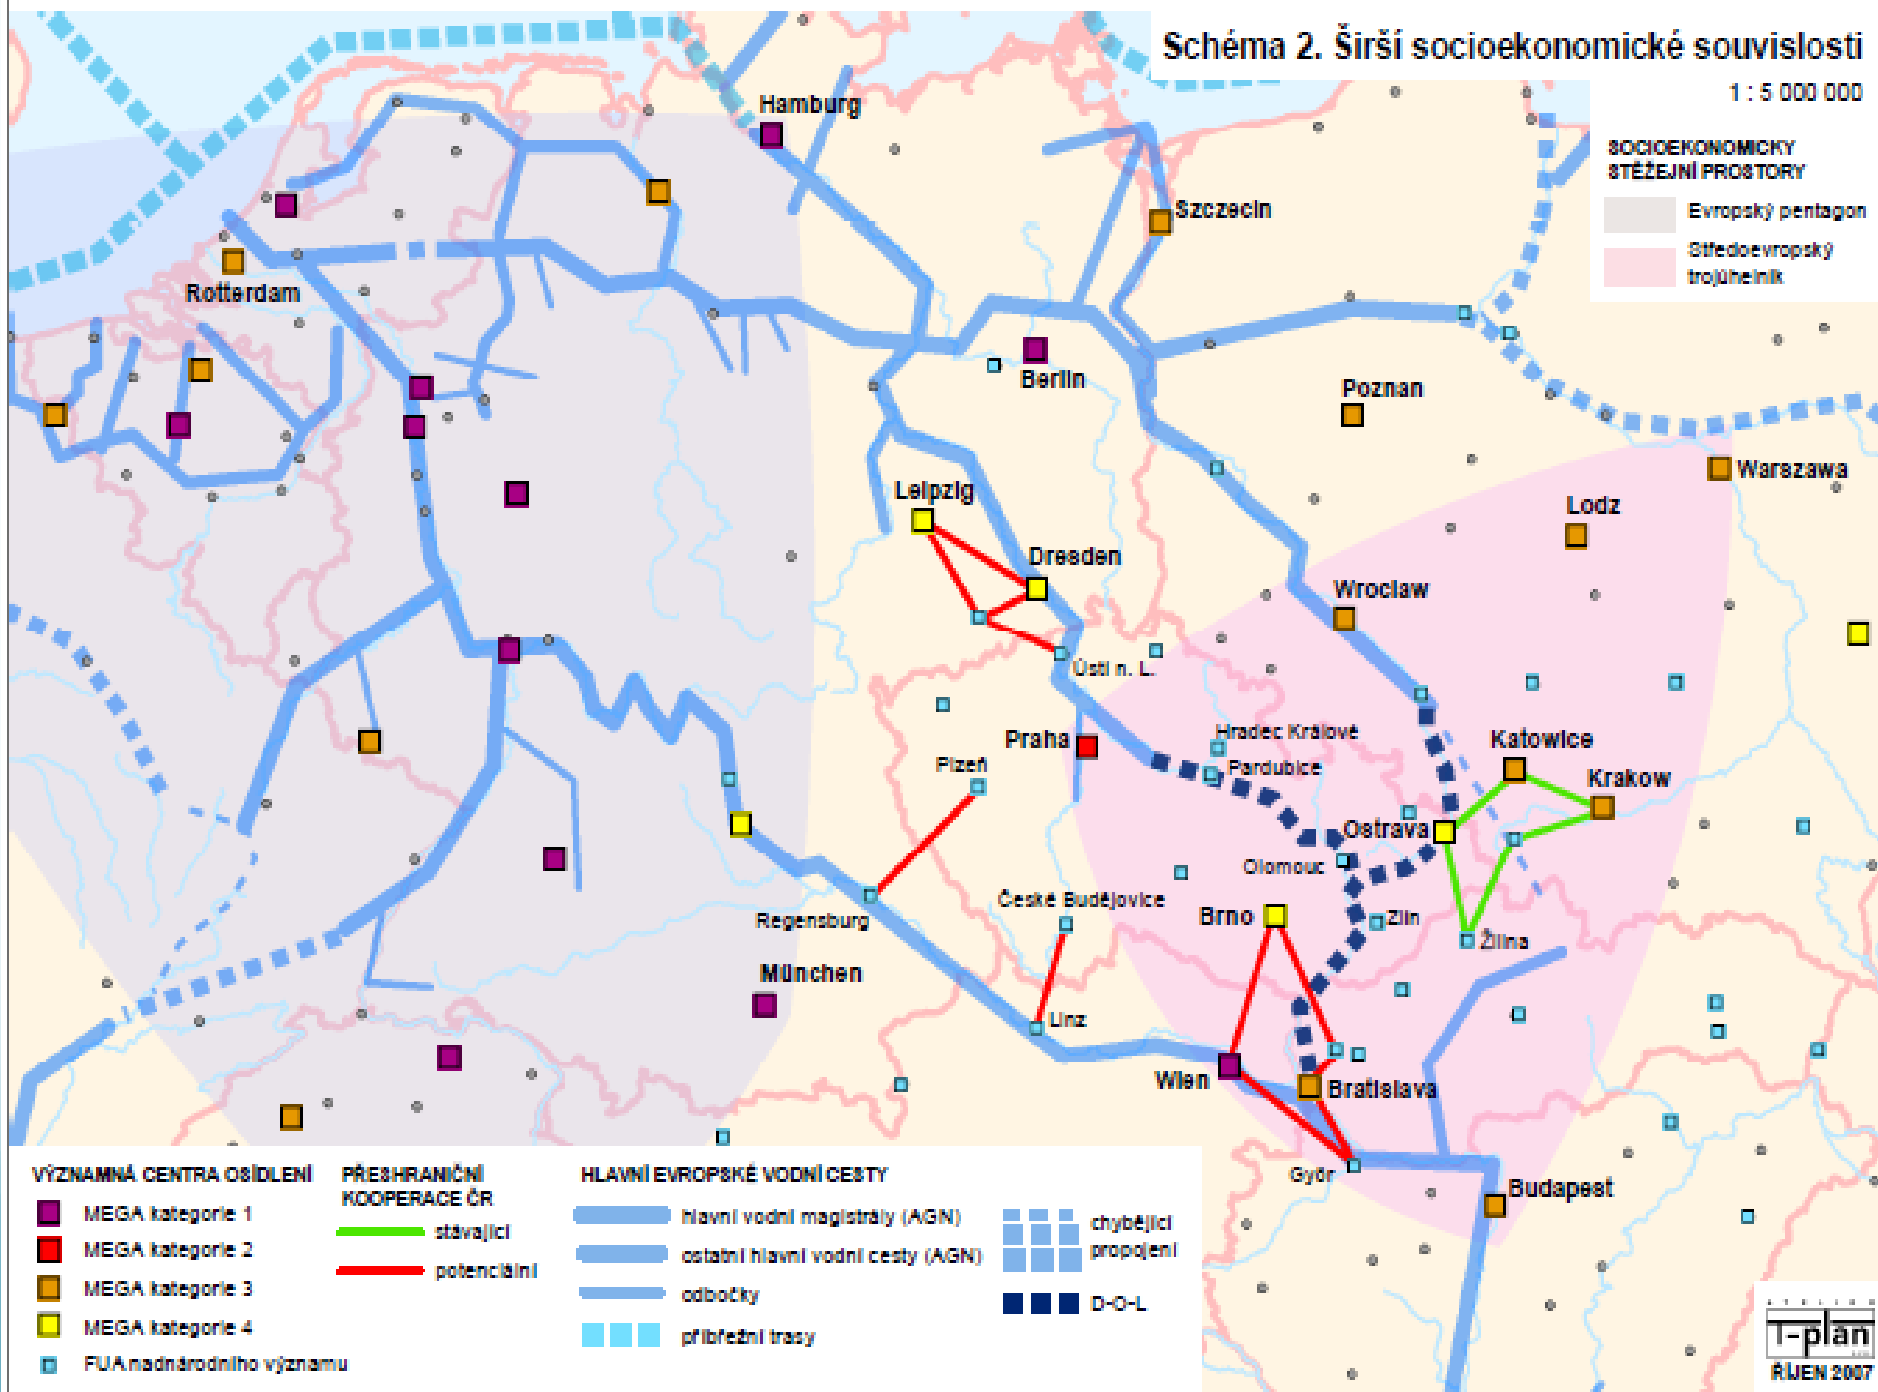 Schéma 2. Širší socioekonomické souvislosti
1 : 5 000 000
SOCIOEKONOMICKY
STĚŽEJNÍ PROSTORY
Evropský pentagon
Středoevropský
trojúhelník
Hamburg
Szczecin
Rotterdam
Berlin
Poznan
Warszawa
Leipzig
Lodz
Dresden
Wroclaw
Ústí n. L.
Praha
Hradec Králové
Katowice
Plzeň
Pardubice
Krakow
Ostrava
Olomouc
České Budějovice
Regensburg
Brno
Zlín
Žilina
München
Linz
Wien
Bratislava
Györ
Budapest
VÝZNAMNÁ CENTRA OSÍDLENÍ
MEGA kategorie 1
MEGA kategorie 2
MEGA kategorie 3
MEGA kategorie 4
FUA nadnárodního významu
PŘESHRANIČNÍ
KOOPERACE ČR
stávající
potenciální
HLAVNÍ EVROPSKÉ VODNÍ CESTY
hlavní vodní magistrály (AGN)
ostatní hlavní vodní cesty (AGN)
odbočky
příbřežní trasy
chybějící
propojení
D-O-L
T-plan
ŘÍJEN 2007